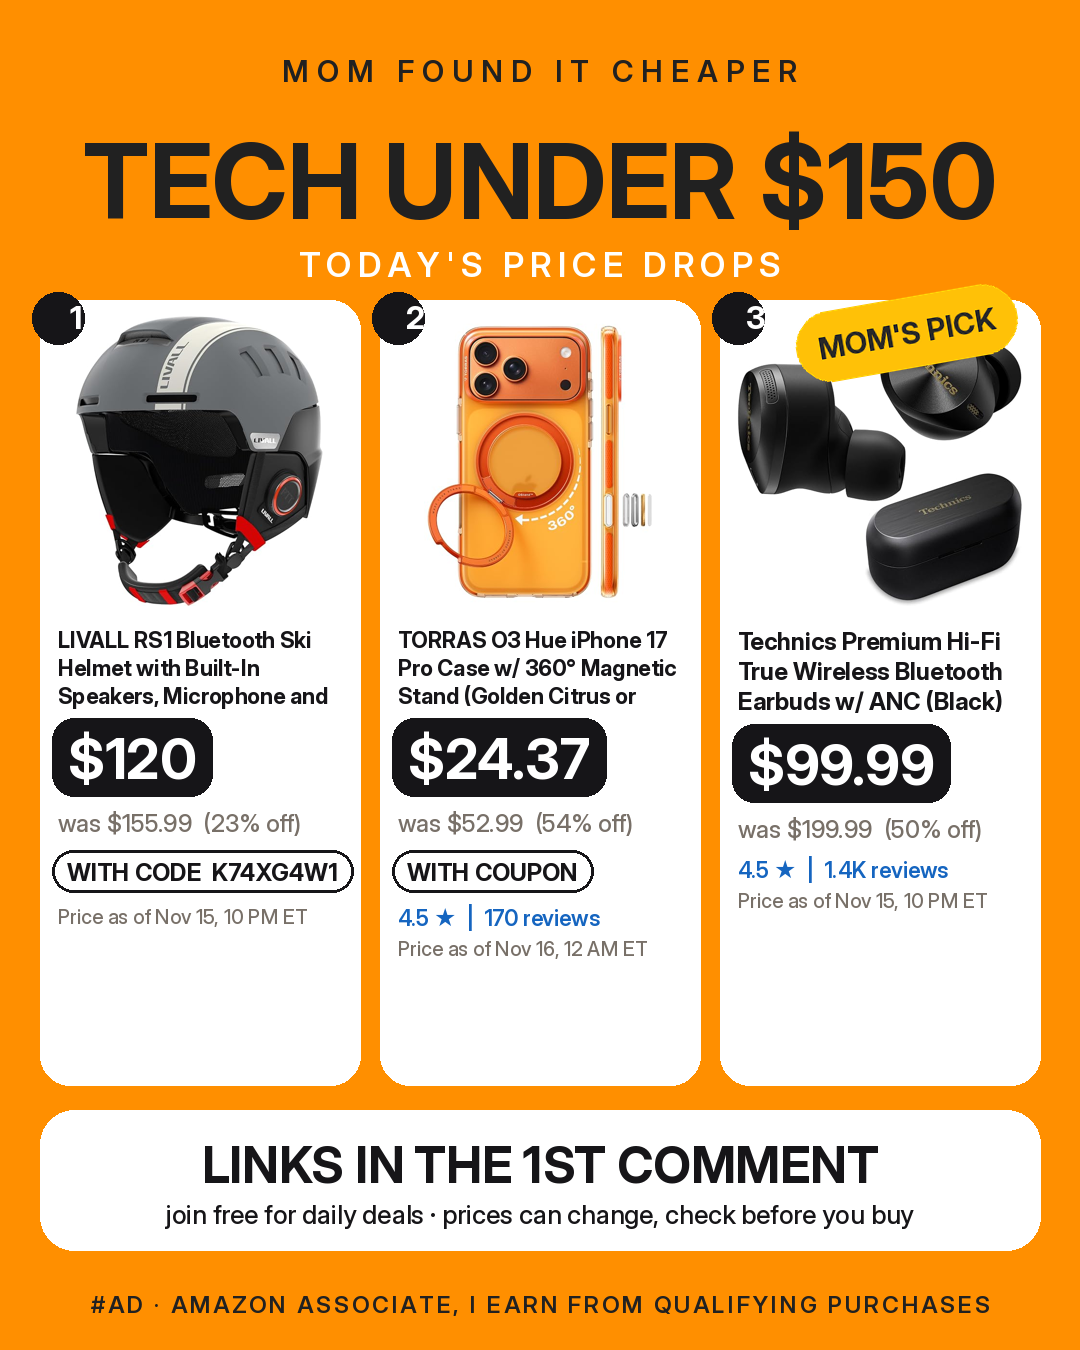 MOM FOUND IT CHEAPER
TECH UNDER $150
TODAY'S PRICE DROPS
1
LIVALL
LIVALL
LIVALL
LIVALL RS1 Bluetooth Ski
Helmet with Built-In
Speakers, Microphone and
$120
was $155.99 (23% off)
WITH CODE K74XG4W1
Price as of Nov 15, 10 PM ET
2
360°
TORRAS O3 Hue iPhone 17
Pro Case w/ 360° Magnetic
Stand (Golden Citrus or
$24.37
was $52.99 (54% off)
WITH COUPON
4.5 ★ | 170 reviews
Price as of Nov 16, 12 AM ET
3
MOM'S PICK
Technics
Technics Premium Hi-Fi
True Wireless Bluetooth
Earbuds w/ ANC (Black)
$99.99
was $199.99 (50% off)
4.5 ★ | 1.4K reviews
Price as of Nov 15, 10 PM ET
LINKS IN THE 1ST COMMENT
join free for daily deals · prices can change, check before you buy
#AD · AMAZON ASSOCIATE, I EARN FROM QUALIFYING PURCHASES